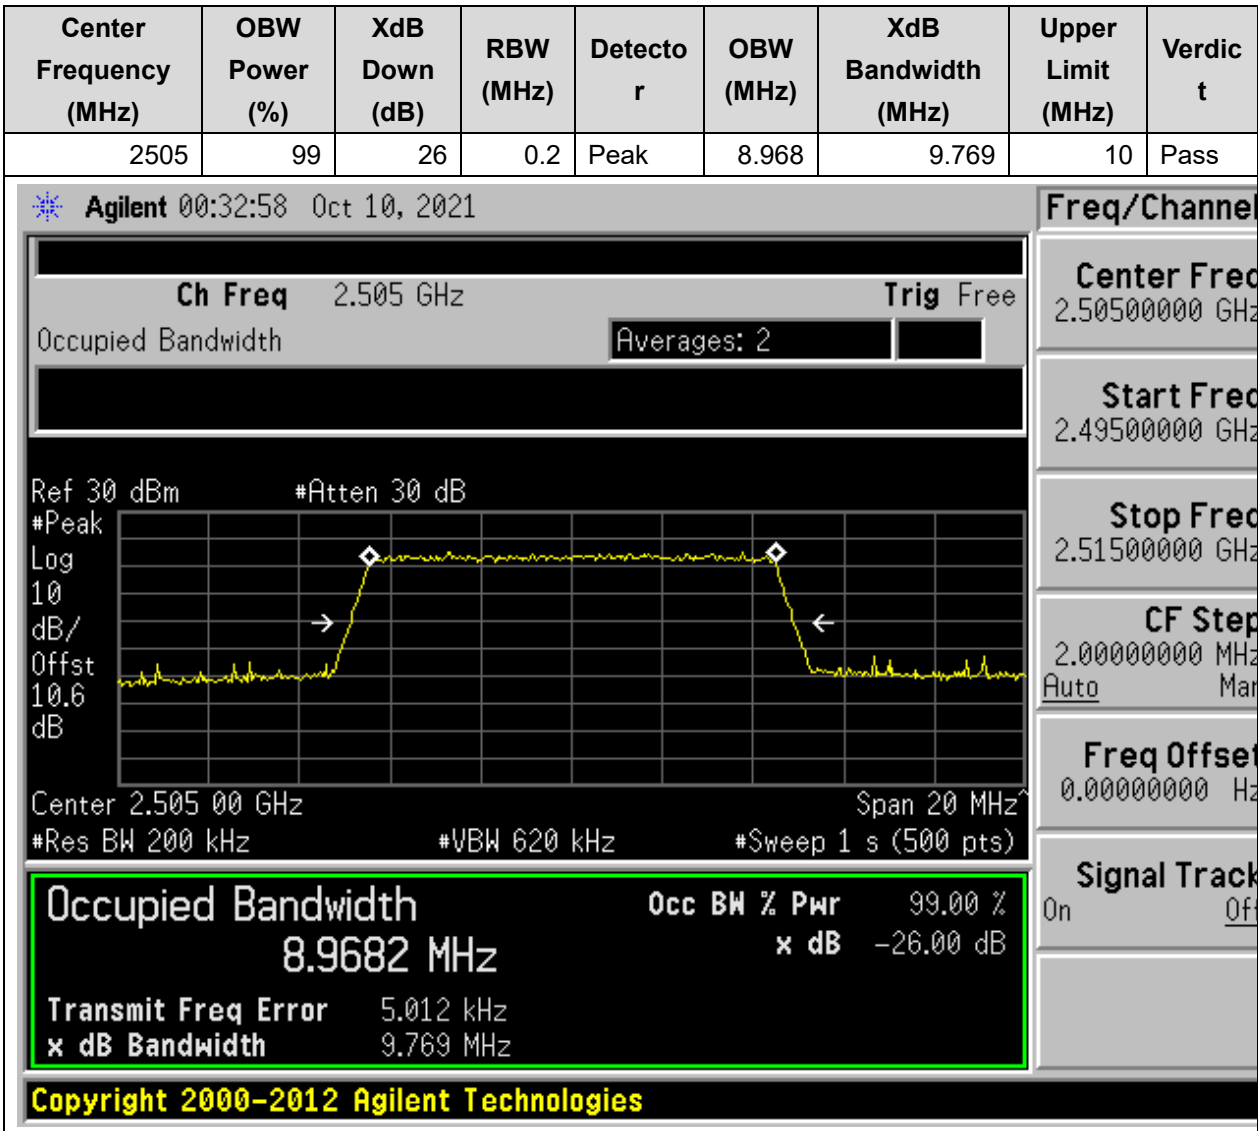 Center Frequency (MHz) OBW Power (%) XdB Down (dB) RBW (MHz) Detecto r OBW (MHz) XdB Bandwidth (MHz) Upper Limit (MHz) Verdic t
2505 99 26 0.2 Peak 8.968 9.769 10 Pass
Agilent 00:32:58 Oct 10, 2021
Ch Freq 2.505 GHz Trig Free
Occupied Bandwidth Averages: 2
Ref 30 dBm #Atten 30 dB
#Peak
Log
10
dB/
Offst
10.6
dB
Center 2.505 00 GHz Span 20 MHz^
#Res BW 200 kHz #VBW 620 kHz #Sweep 1 s (500 pts)
Occupied Bandwidth Occ BW % Pwr 99.00 %
8.9682 MHz x dB -26.00 dB
Transmit Freq Error 5.012 kHz
x dB Bandwidth 9.769 MHz
Copyright 2000-2012 Agilent Technologies
Freq/Channel
Center Freq
2.50500000 GHz
Start Freq
2.49500000 GHz
Stop Freq
2.51500000 GHz
CF Step
2.00000000 MHz
Auto Man
Freq Offset
0.00000000 Hz
Signal Track
On Off